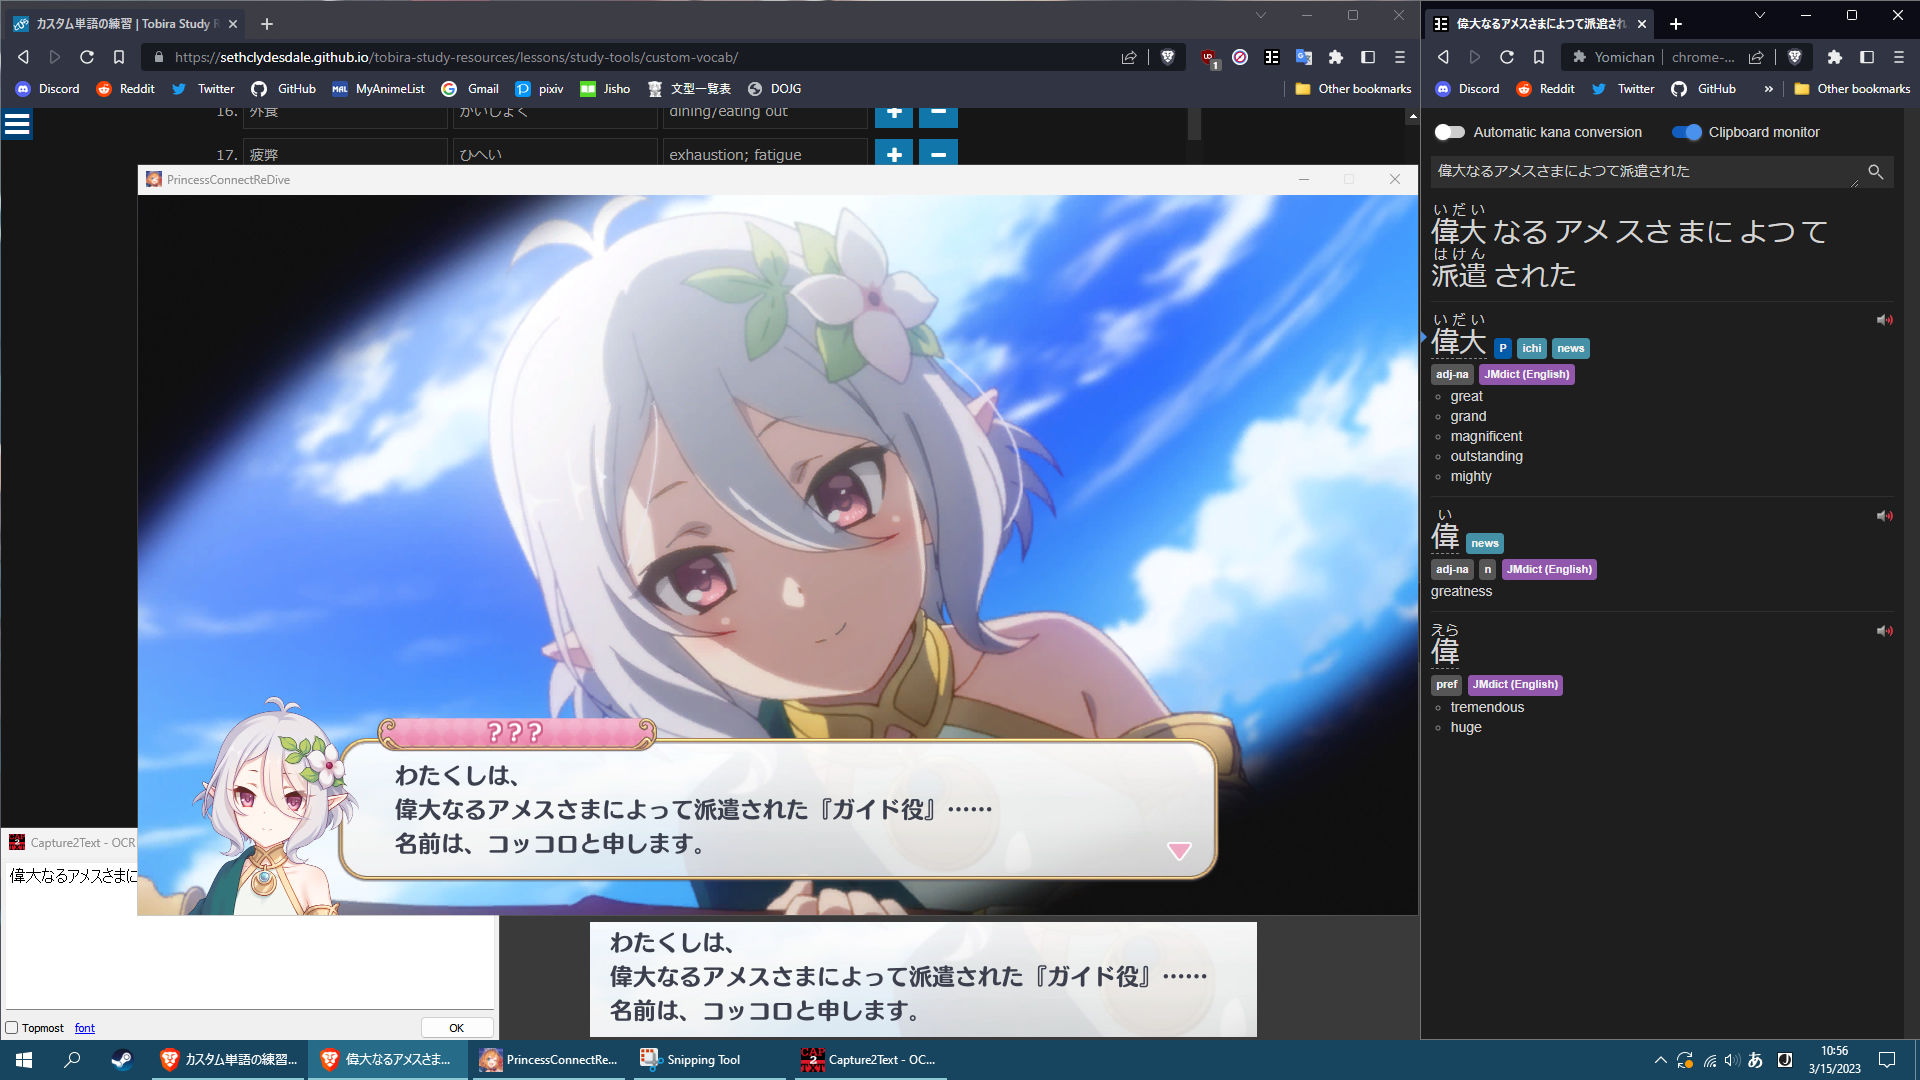 カスタム単語の練習 | Tobira Study R
https://sethclydesdale.github.io/tobira-study-resources/lessons/study-tools/custom-vocab/
1
Discord
Reddit
Twitter
GitHub
MyAnimeList
Gmail
pixiv
Jisho
文型一覧表
DOJG
Other bookmarks
16. 外食 がいしょく dining/eating out
17. 疲弊 ひへい exhaustion; fatigue
PrincessConnectReDive
？？？
わたくしは、
偉大なるアメスさまによって派遣された『ガイド役』……
名前は、コッコロと申します。
Capture2Text - OCR
偉大なるアメスさまに
Topmost
font
OK
わたくしは、
偉大なるアメスさまによって派遣された『ガイド役』……
名前は、コッコロと申します。
偉大なるアメスさまによつて派遣され
Yomichan
chrome-...
Discord
Reddit
Twitter
GitHub
»
Other bookmarks
Automatic kana conversion
Clipboard monitor
偉大なるアメスさまによつて派遣された
いだい
偉大なるアメスさまによつて
はけん
派遣された
いだい
偉大 P ichi news
adj-na JMdict (English)
great
grand
magnificent
outstanding
mighty
い
偉 news
adj-na n JMdict (English)
greatness
えら
偉
pref JMdict (English)
tremendous
huge
カスタム単語の練習...
偉大なるアメスさま...
PrincessConnectRe...
Snipping Tool
Capture2Text - OC...
あ
10:56
3/15/2023